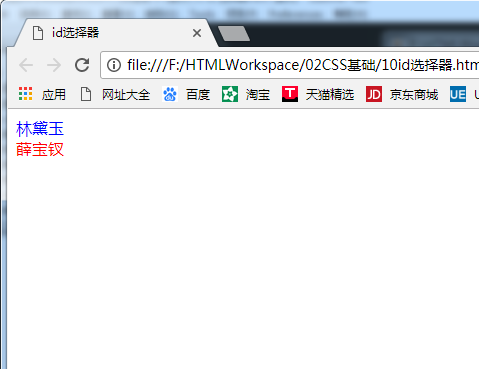 id选择器
file:///F:/HTMLWorkspace/02CSS基础/10id选择器.htm
应用 网址大全 百度 淘宝 T 天猫精选 JD 京东商城 UE U
林黛玉
薛宝钗